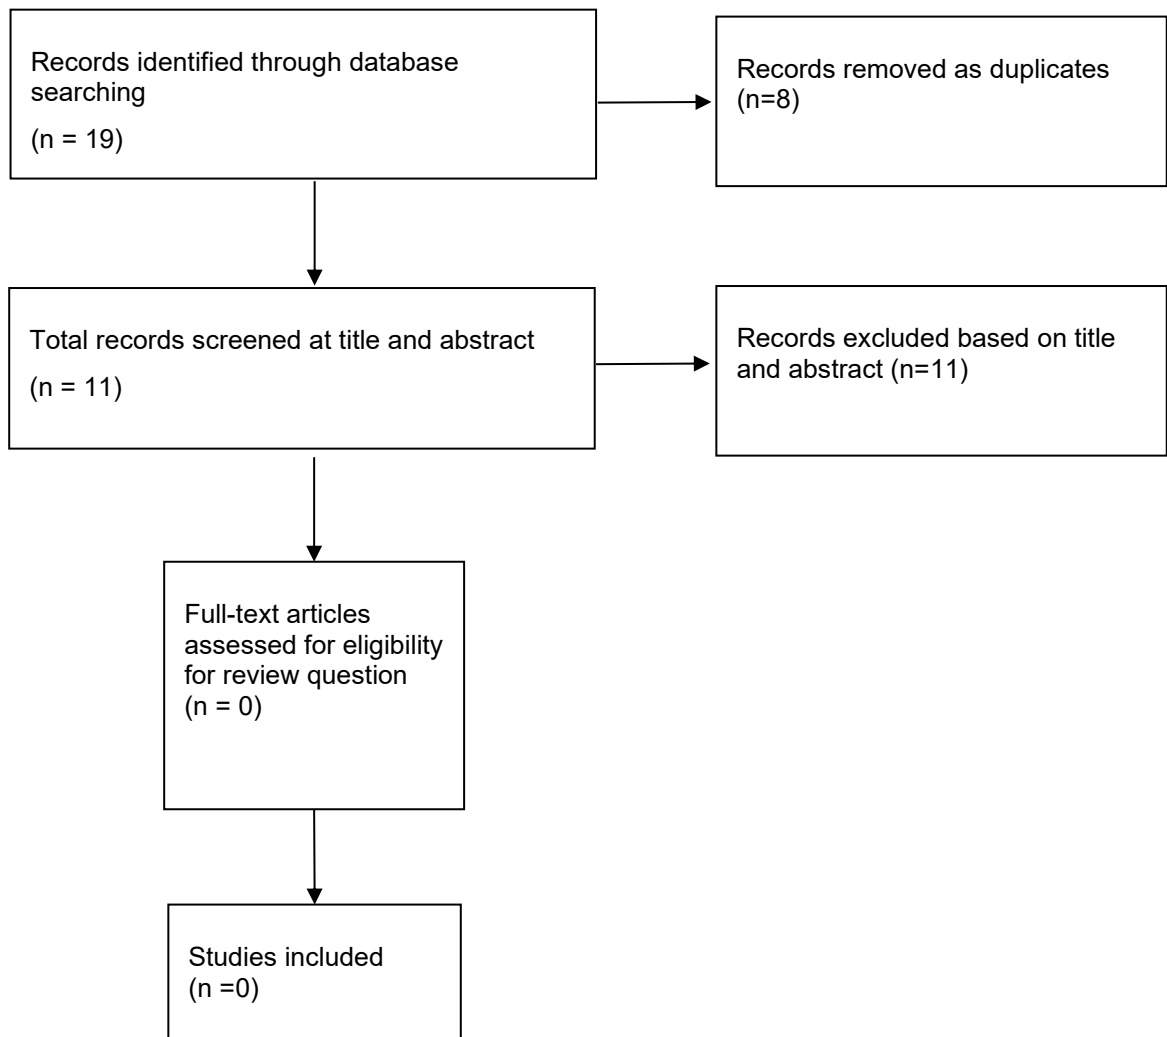 Records identified through database
searching
(n = 19)
Records removed as duplicates
(n=8)
Total records screened at title and abstract
(n = 11)
Records excluded based on title
and abstract (n=11)
Full-text articles
assessed for eligibility
for review question
(n = 0)
Studies included
(n =0)